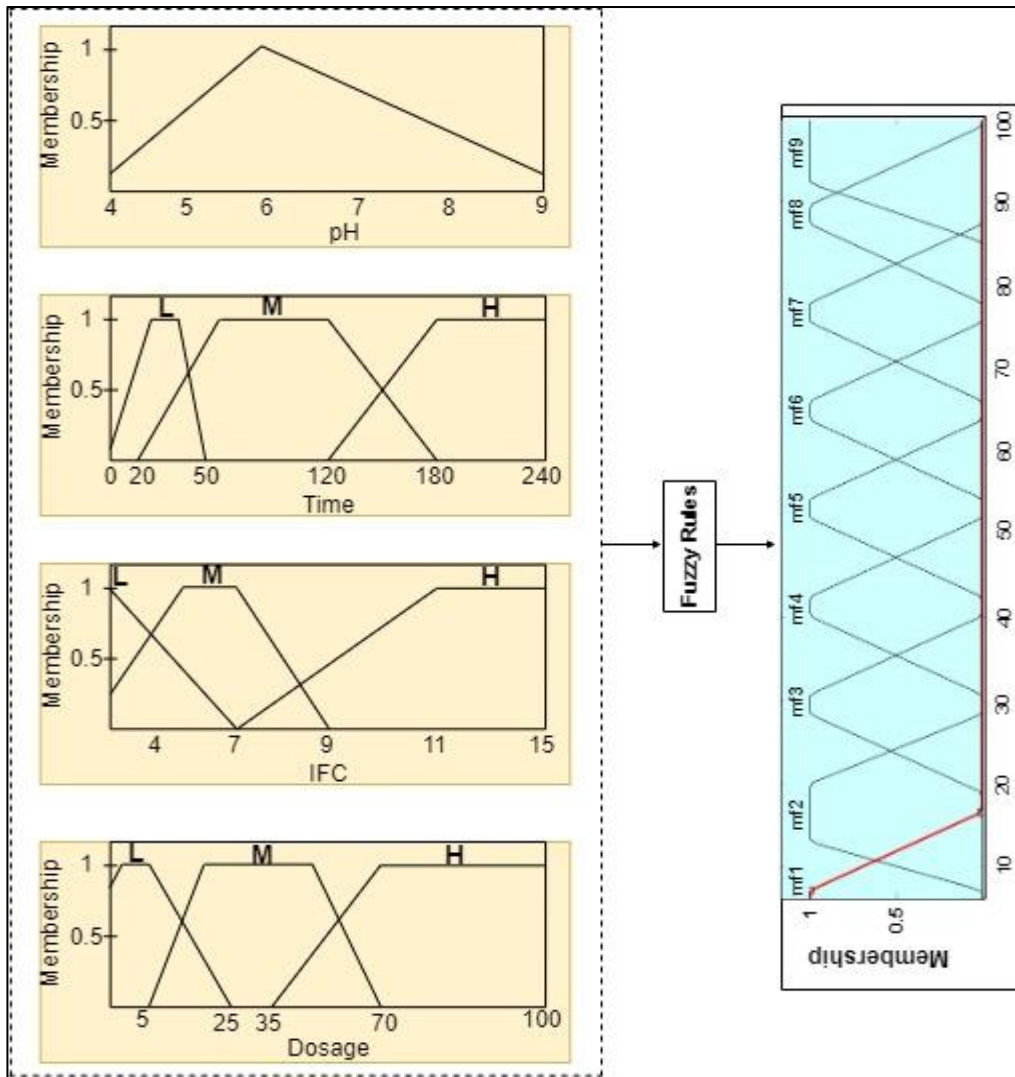 Membership
1
0.5
4 5 6 7 8 9
pH
Membership
L M H
1
0.5
0 20 50 120 180 240
Time
Membership
L M H
1
0.5
4 7 9 11 15
IFC
Membership
L M H
1
0.5
5 25 35 70 100
Dosage
Fuzzy Rules
mf1 mf2 mf3 mf4 mf5 mf6 mf7 mf8 mf9
1
0.5
Membership
10 20 30 40 50 60 70 80 90 100